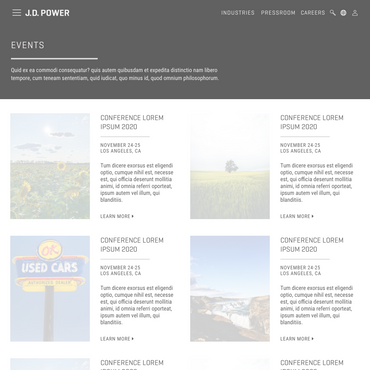 J.D. POWER
INDUSTRIES PRESSROOM CAREERS
EVENTS
Quid ex ea commodi consequatur? quis autem quibusdam et expedita distinctio nam libero
tempore, cum teneam sententiam, quid iudicat, quo minus id, quod omnium philosophorum.
CONFERENCE LOREM
IPSUM 2020
NOVEMBER 24-25
LOS ANGELES, CA
Tum dicere exorsus est eligendi
optio, cumque nihil est, necesse
est, qui officia deserunt mollitia
animi, id omnia referri oporteat,
ipsum autem vel illum, qui
blanditiis.
LEARN MORE
CONFERENCE LOREM
IPSUM 2020
NOVEMBER 24-25
LOS ANGELES, CA
Tum dicere exorsus est eligendi
optio, cumque nihil est, necesse
est, qui officia deserunt mollitia
animi, id omnia referri oporteat,
ipsum autem vel illum, qui
blanditiis.
LEARN MORE
OK
USED CARS
CONFERENCE LOREM
IPSUM 2020
NOVEMBER 24-25
LOS ANGELES, CA
Tum dicere exorsus est eligendi
optio, cumque nihil est, necesse
est, qui officia deserunt mollitia
animi, id omnia referri oporteat,
ipsum autem vel illum, qui
blanditiis.
LEARN MORE
CONFERENCE LOREM
IPSUM 2020
NOVEMBER 24-25
LOS ANGELES, CA
Tum dicere exorsus est eligendi
optio, cumque nihil est, necesse
est, qui officia deserunt mollitia
animi, id omnia referri oporteat,
ipsum autem vel illum, qui
blanditiis.
LEARN MORE
CONFERENCE LOREM
CONFERENCE LOREM